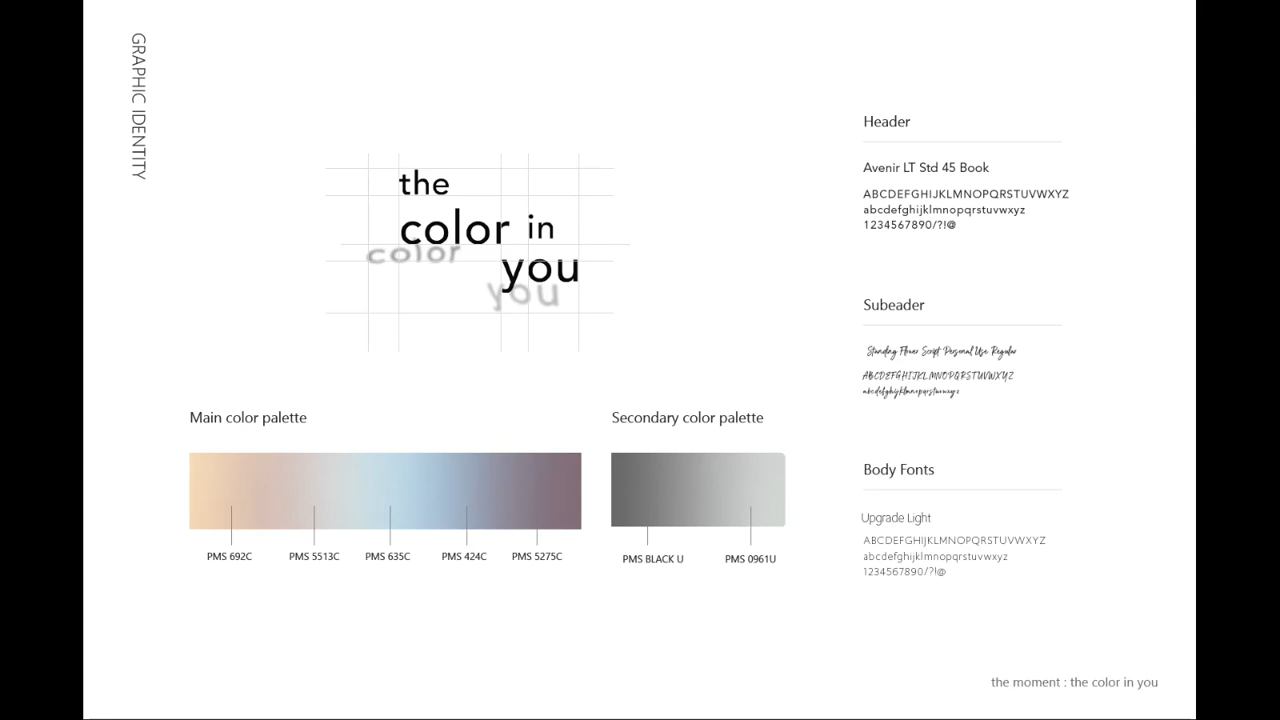 GRAPHIC IDENTITY
the
color in
color
you
you
Main color palette
PMS 692C
PMS 5513C
PMS 635C
PMS 424C
PMS 5275C
Secondary color palette
PMS BLACK U
PMS 0961U
Header
Avenir LT Std 45 Book
ABCDEFGHIJKLMNOPQRSTUVWXYZ
abcdefghijklmnopqrstuvwxyz
1234567890/?!@
Subeader
Standing Flower Script Personal Use Regular
ABCDEFGHIJKLMNOPQRSTUVWXYZ
abcdefghijklmnopqrstuvwxyz
Body Fonts
Upgrade Light
ABCDEFGHIJKLMNOPQRSTUVWXYZ
abcdefghijklmnopqrstuvwxyz
1234567890/?!@
the moment : the color in you